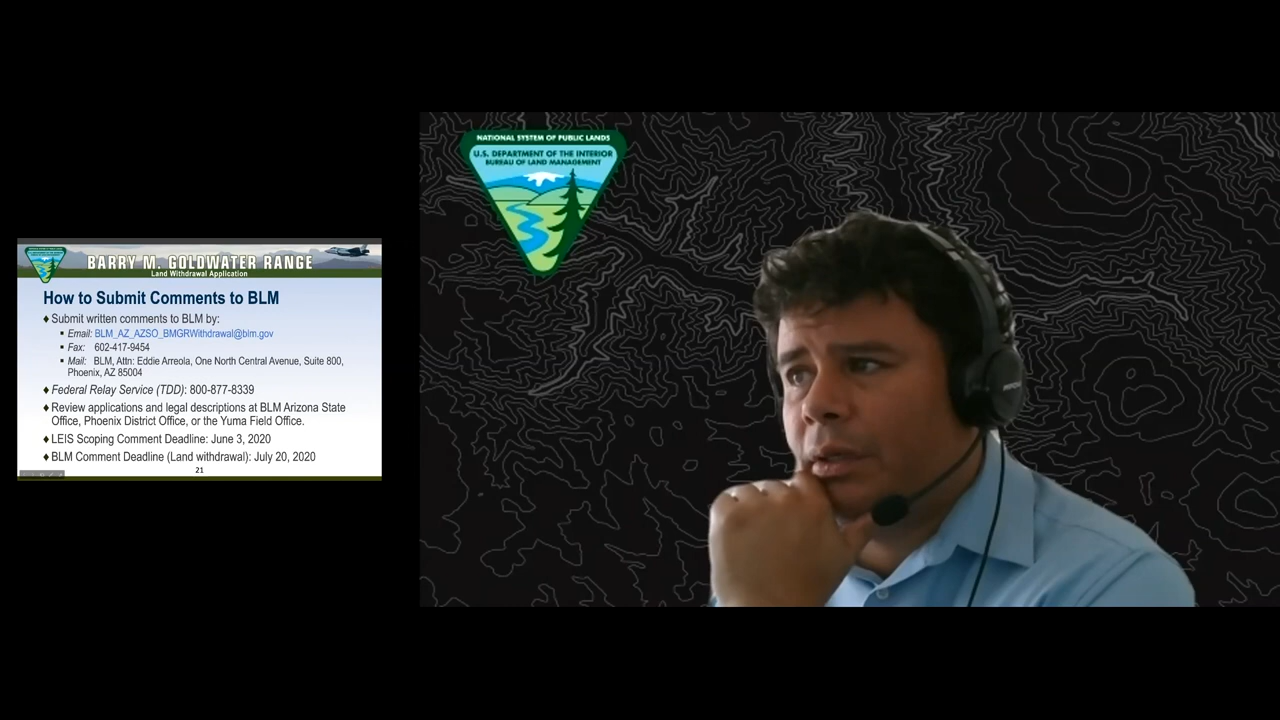 BARRY M. GOLDWATER RANGE
Land Withdrawal Application
How to Submit Comments to BLM
♦ Submit written comments to BLM by:
▪ Email: BLM_AZ_AZSO_BMGRWithdrawal@blm.gov
▪ Fax: 602-417-9454
▪ Mail: BLM, Attn: Eddie Arreola, One North Central Avenue, Suite 800,
Phoenix, AZ 85004
♦ Federal Relay Service (TDD): 800-877-8339
♦ Review applications and legal descriptions at BLM Arizona State
Office, Phoenix District Office, or the Yuma Field Office.
♦ LEIS Scoping Comment Deadline: June 3, 2020
♦ BLM Comment Deadline (Land withdrawal): July 20, 2020
21
NATIONAL SYSTEM OF PUBLIC LANDS
U.S. DEPARTMENT OF THE INTERIOR
BUREAU OF LAND MANAGEMENT